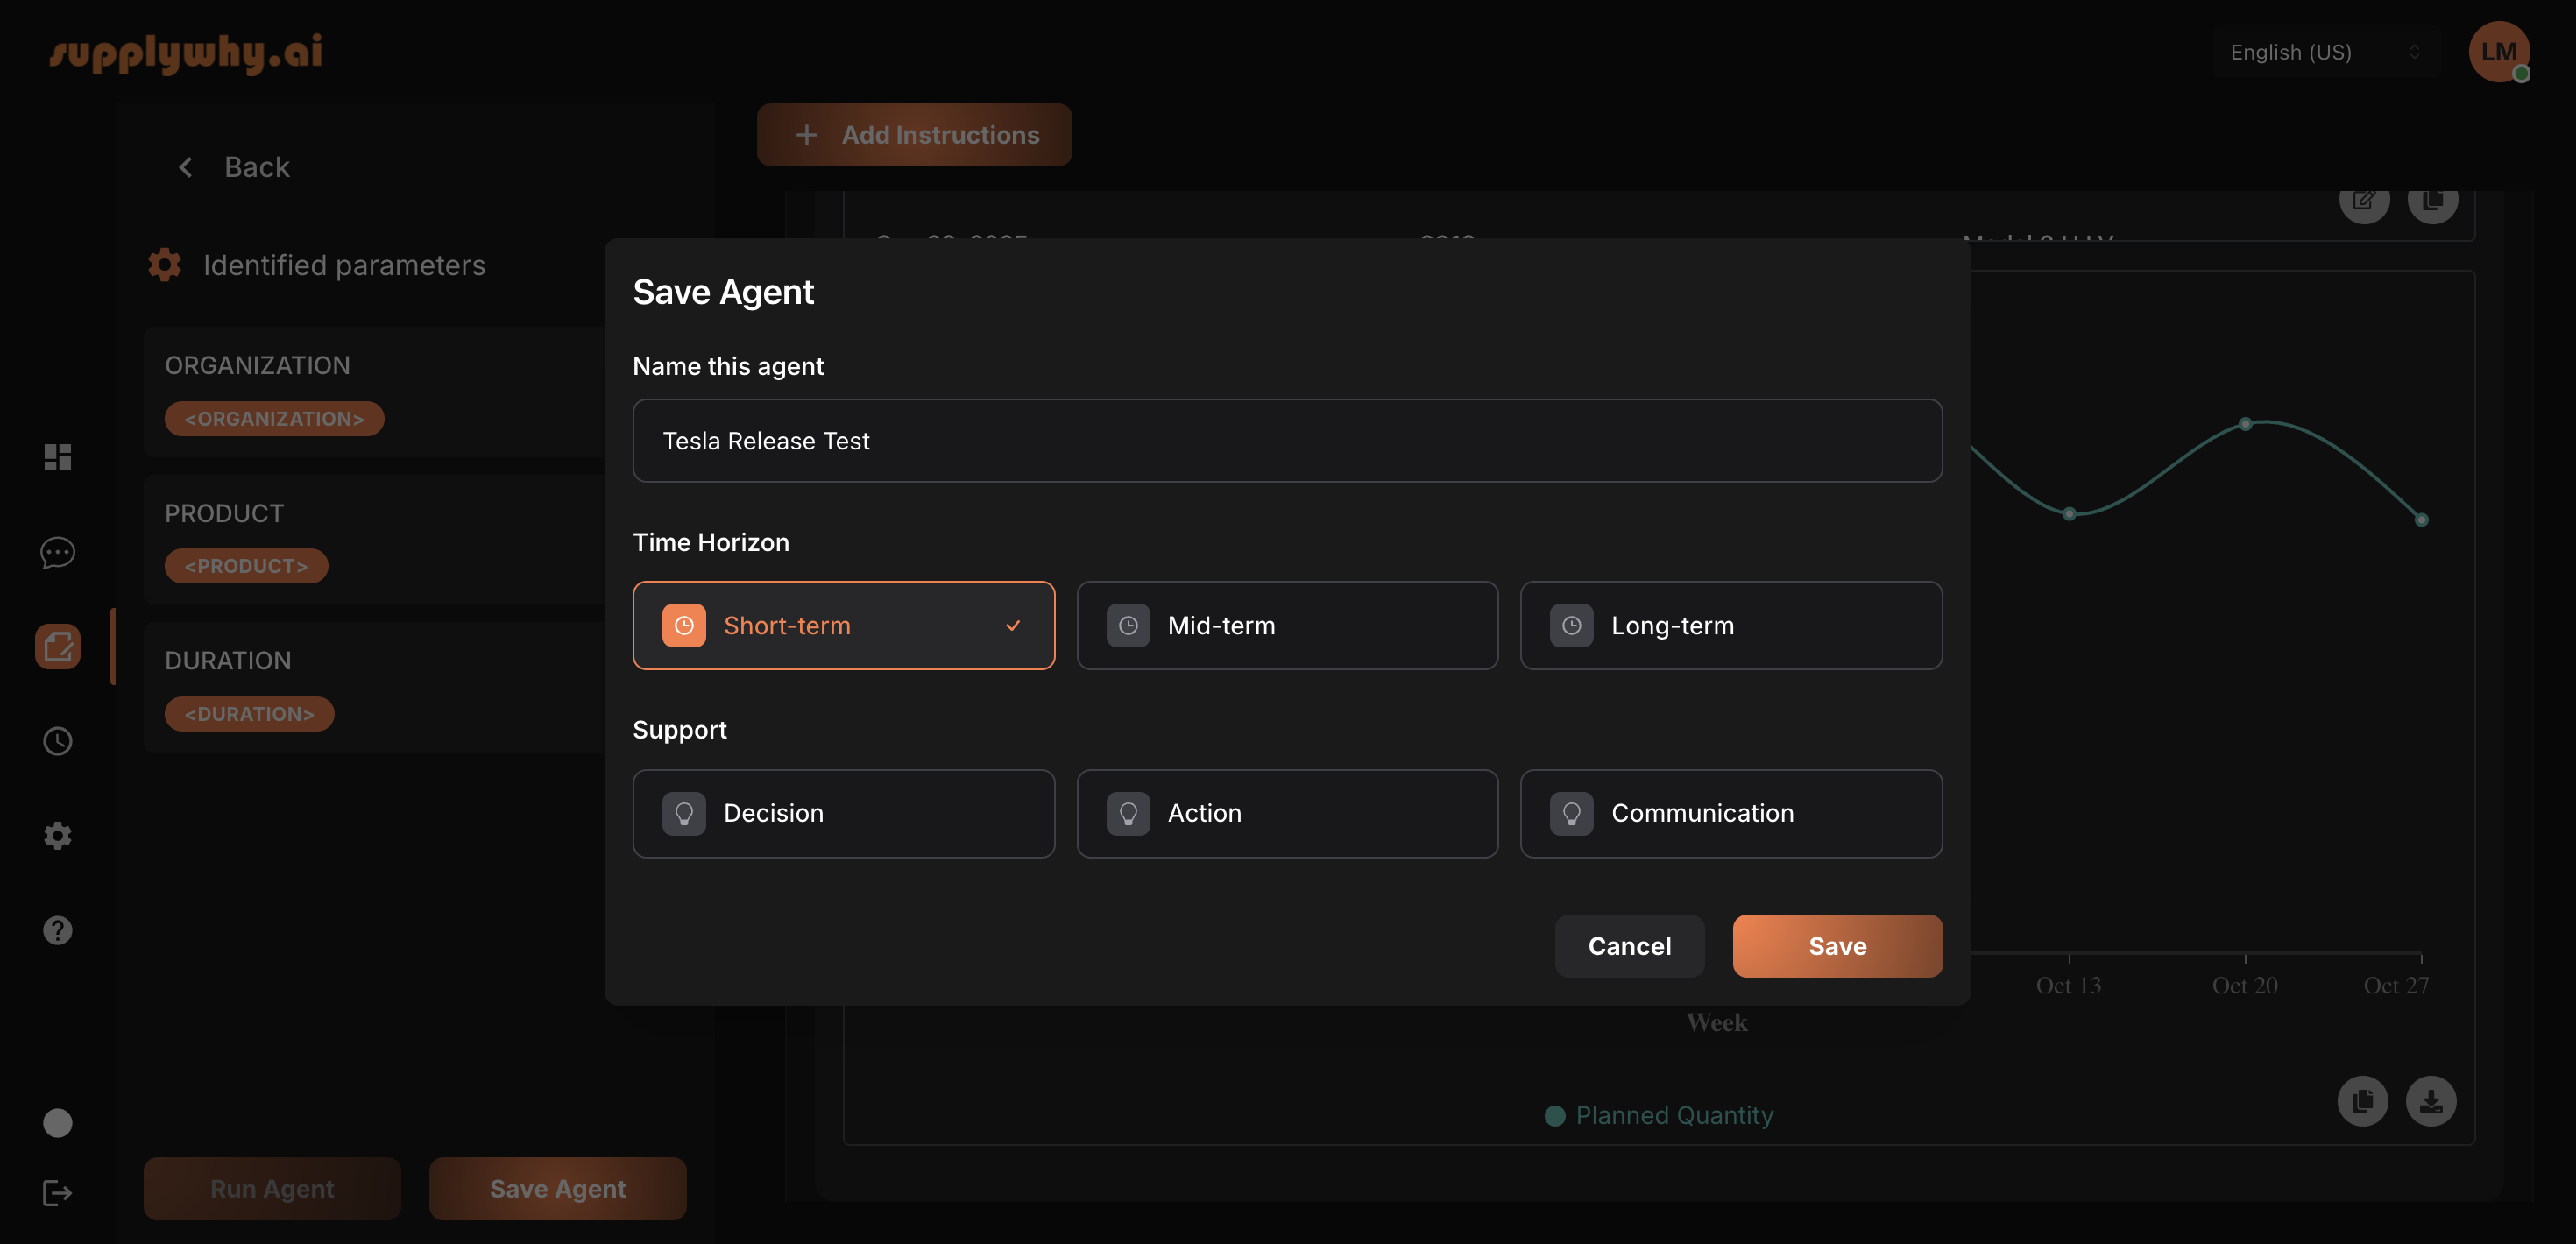 supplywhy.ai
English (US)
LM
Add Instructions
Back
Identified parameters
ORGANIZATION
<ORGANIZATION>
PRODUCT
<PRODUCT>
DURATION
<DURATION>
Run Agent
Save Agent
Save Agent
Name this agent
Tesla Release Test
Time Horizon
Short-term
Mid-term
Long-term
Support
Decision
Action
Communication
Cancel
Save
Oct 13
Oct 20
Oct 27
Week
Planned Quantity